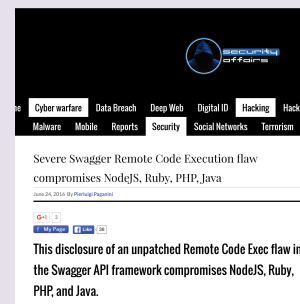 security
affairs
ne Cyber warfare Data Breach Deep Web Digital ID Hacking Hack
Malware Mobile Reports Security Social Networks Terrorism
Severe Swagger Remote Code Execution flaw
compromises NodeJS, Ruby, PHP, Java
June 24, 2016 By Pierluigi Paganini
G+1 3
f My Page f Like 36
This disclosure of an unpatched Remote Code Exec flaw in
the Swagger API framework compromises NodeJS, Ruby,
PHP, and Java.